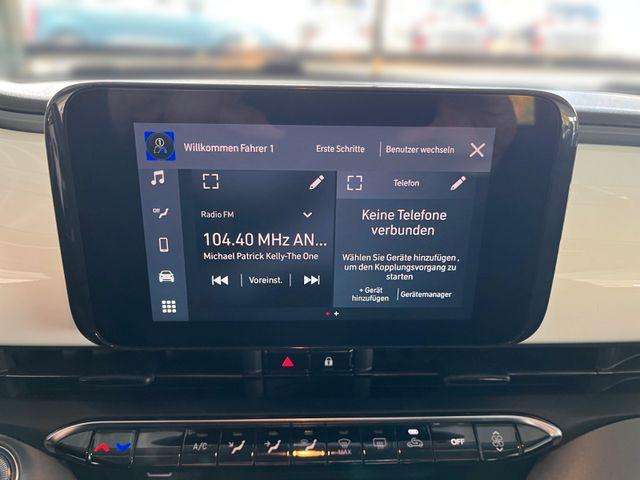 Willkommen Fahrer 1
Erste Schritte
Benutzer wechseln
Radio FM
104.40 MHz AN...
Michael Patrick Kelly-The One
Voreinst.
Telefon
Keine Telefone
verbunden
Wählen Sie Geräte hinzufügen ,
um den Kopplungsvorgang zu
starten
+ Gerät
hinzufügen
Gerätemanager
OFF
A/C
MAX
OFF